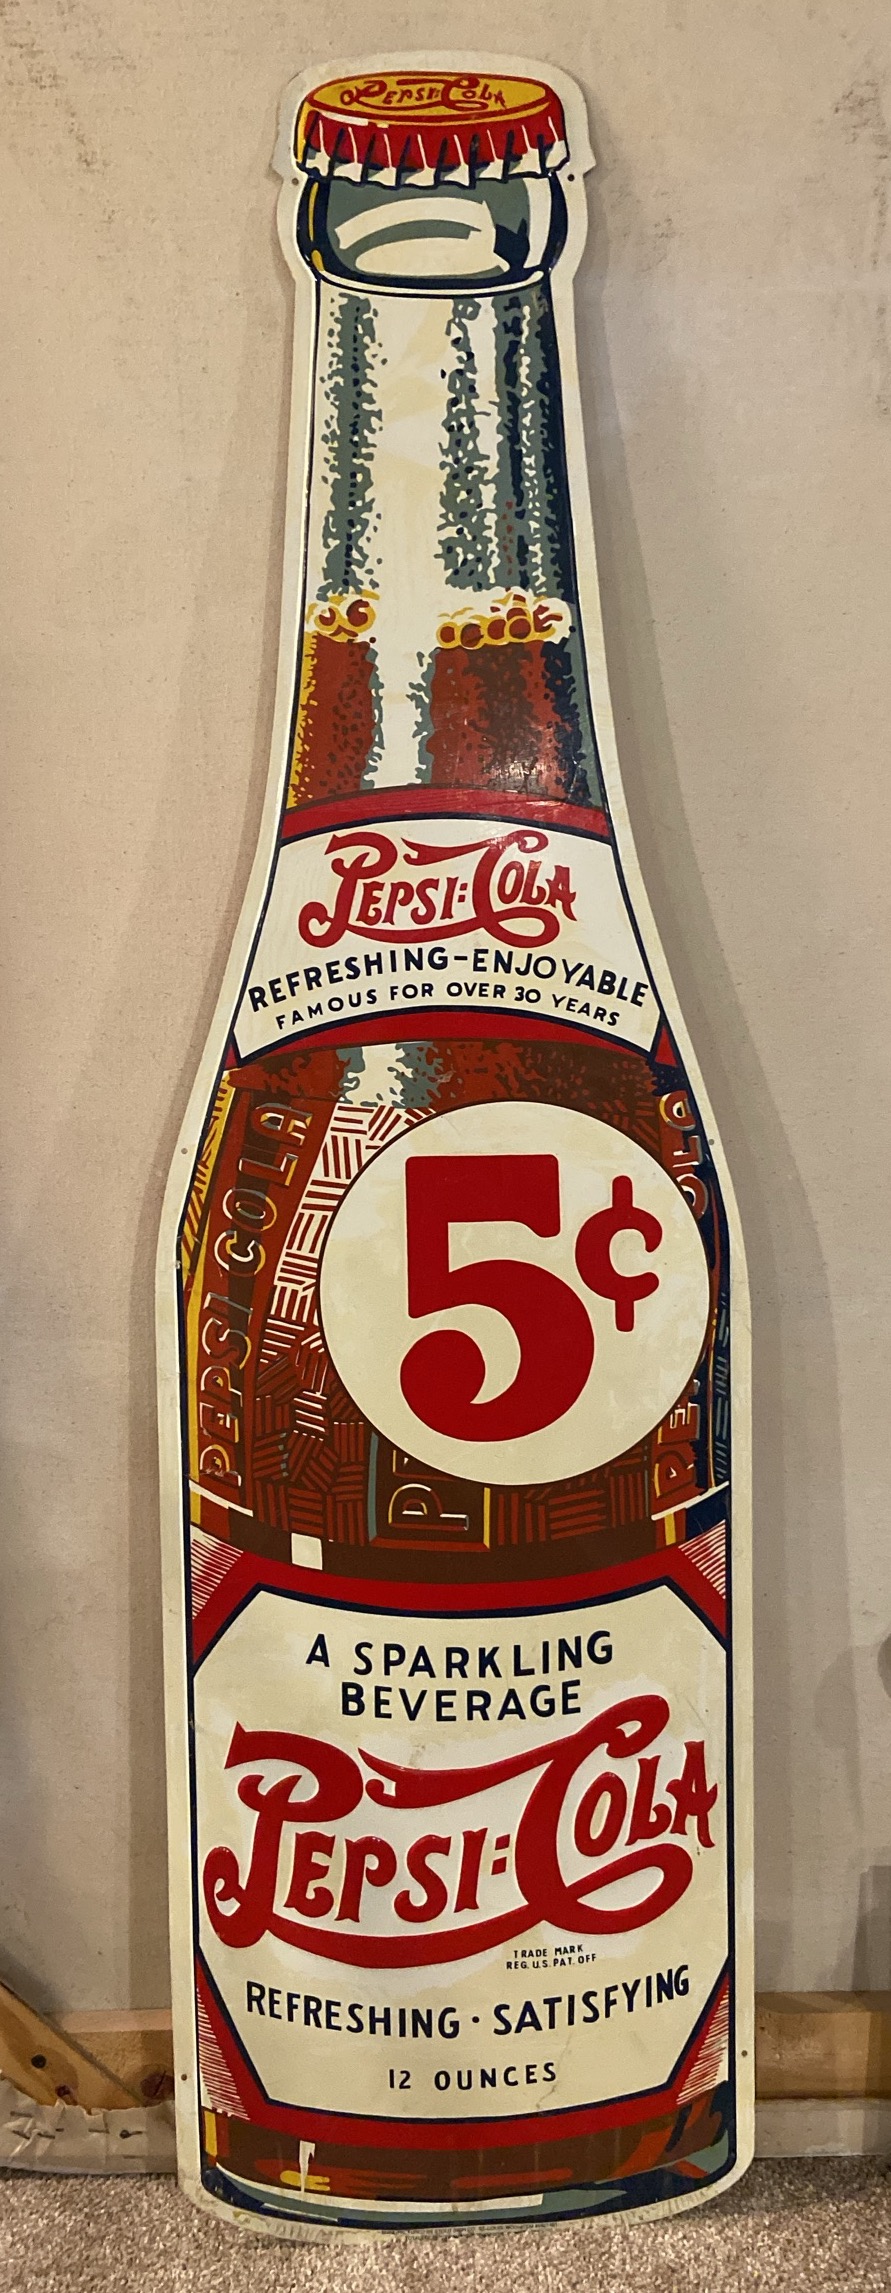 PEPSI:COLA
PEPSI:COLA
REFRESHING-ENJOYABLE
FAMOUS FOR OVER 30 YEARS
5¢
PEPSI COLA
A SPARKLING
BEVERAGE
PEPSI:COLA
TRADE MARK
REG. U.S. PAT. OFF
REFRESHING · SATISFYING
12 OUNCES